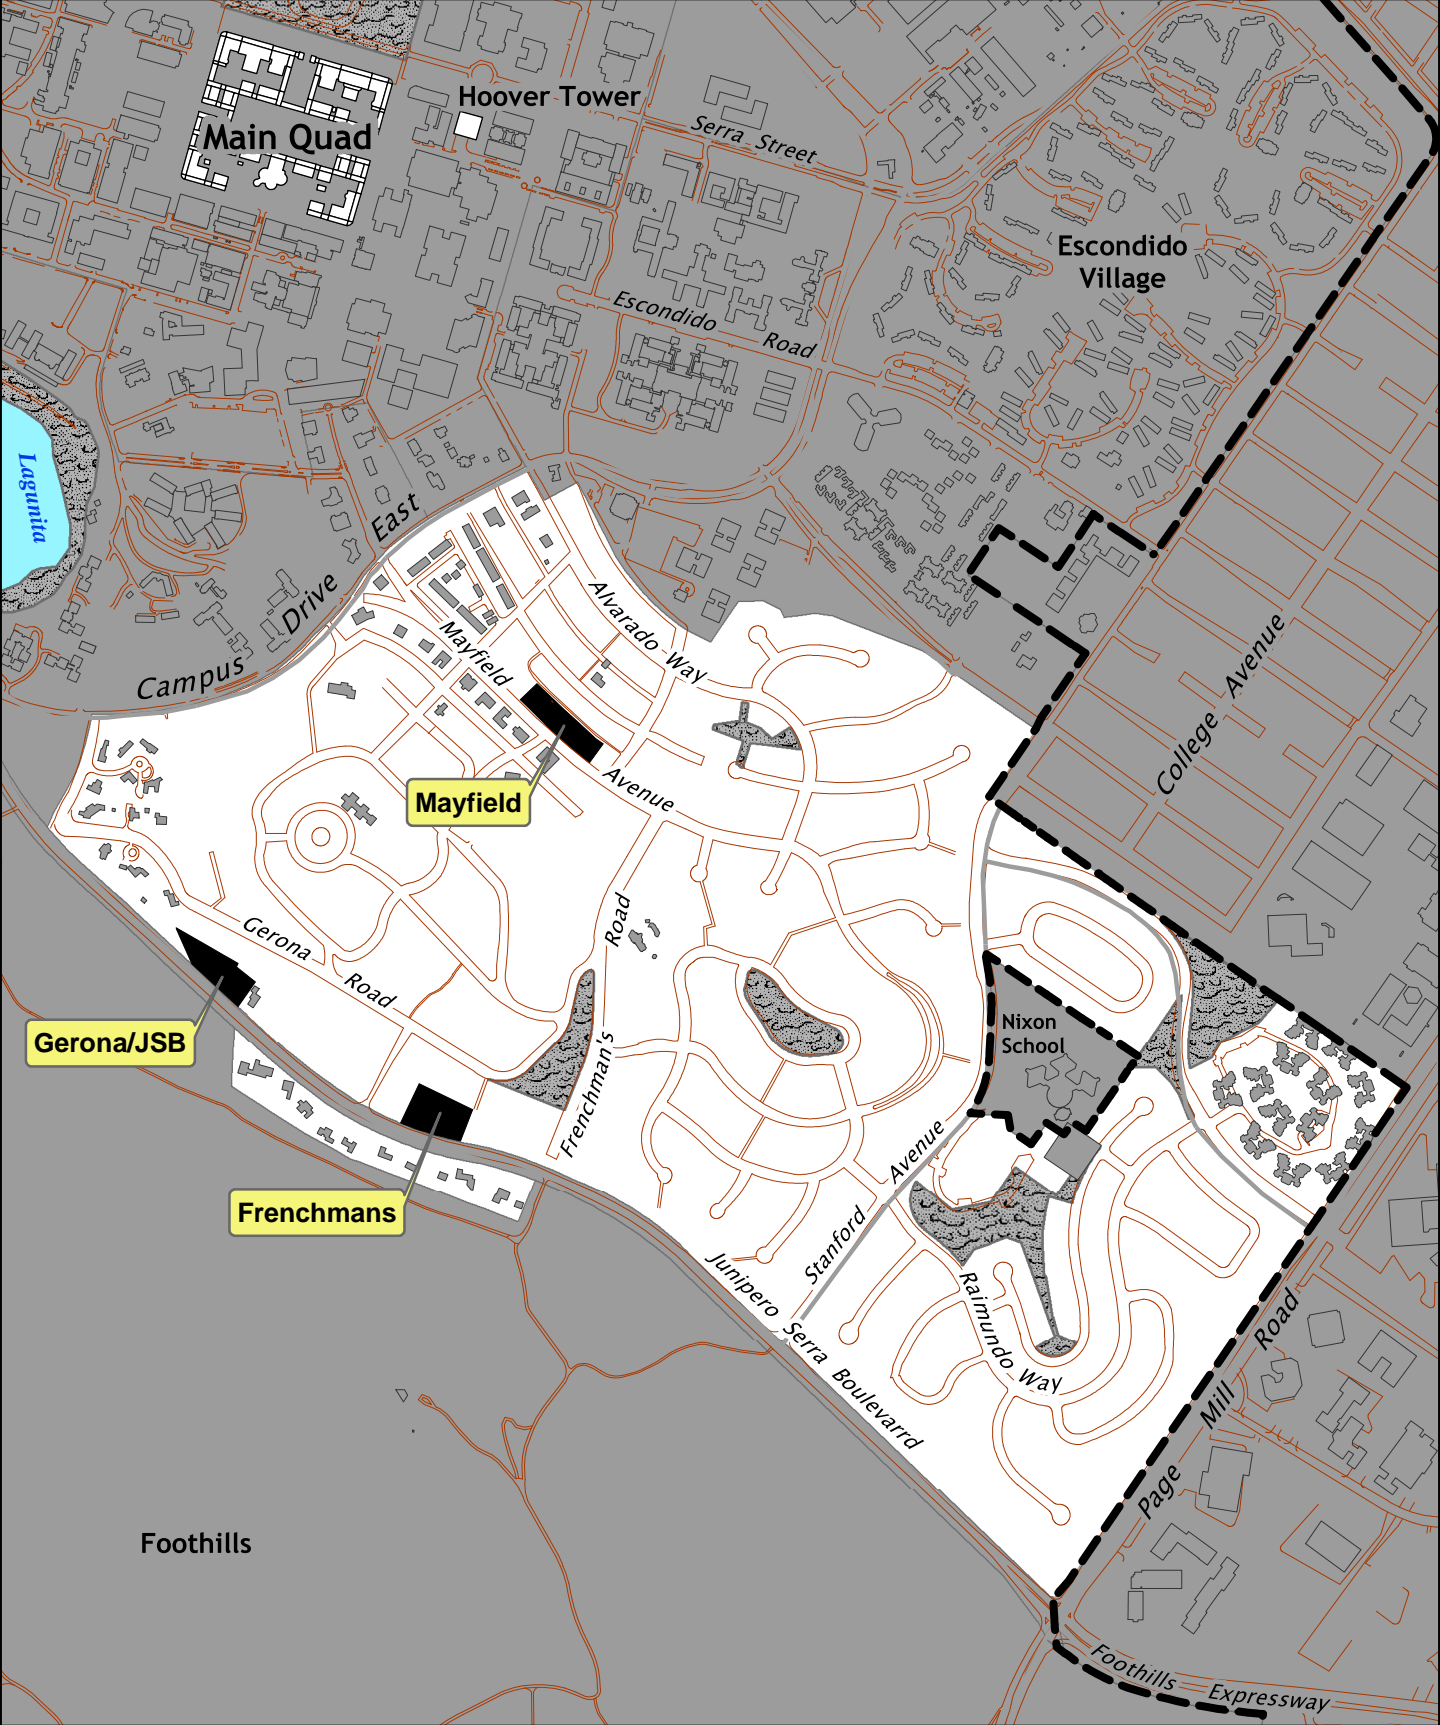 Hoover Tower
Main Quad
Serra Street
Escondido
Village
Escondido Road
Lagunita
Campus Drive East
Alvarado Way
Mayfield Avenue
College Avenue
Mayfield
Gerona Road
Frenchman's Road
Nixon
School
Gerona/JSB
Frenchmans
Stanford Avenue
Raimundo Way
Junipero Serra Boulevarrd
Page Mill Road
Foothills
Foothills Expressway